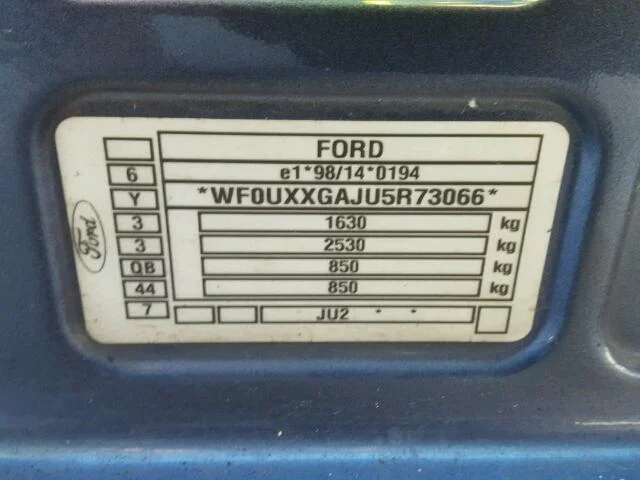 FORD
6 e1*98/14*0194
Y *WF0UXXGAJU5R73066*
3 1630 kg
3 2530 kg
QB 850 kg
44 850 kg
7 JU2 * *
Ford